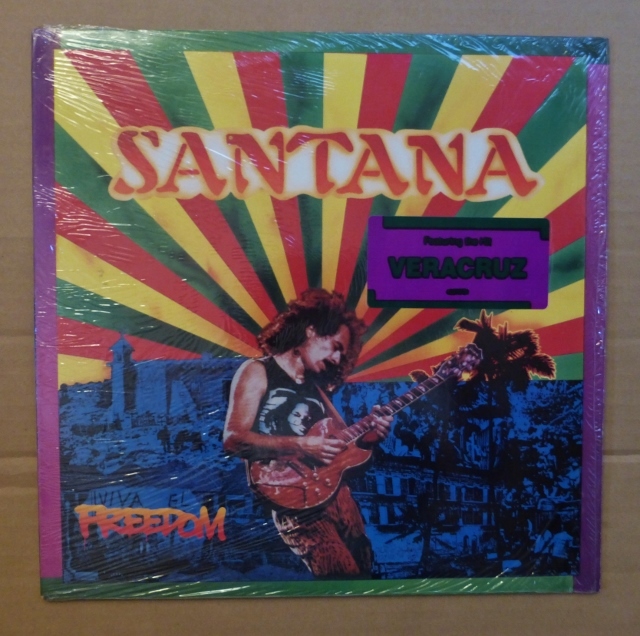 SANTANA
Featuring the Hit
VERACRUZ
VIVA EL
FREEDOM